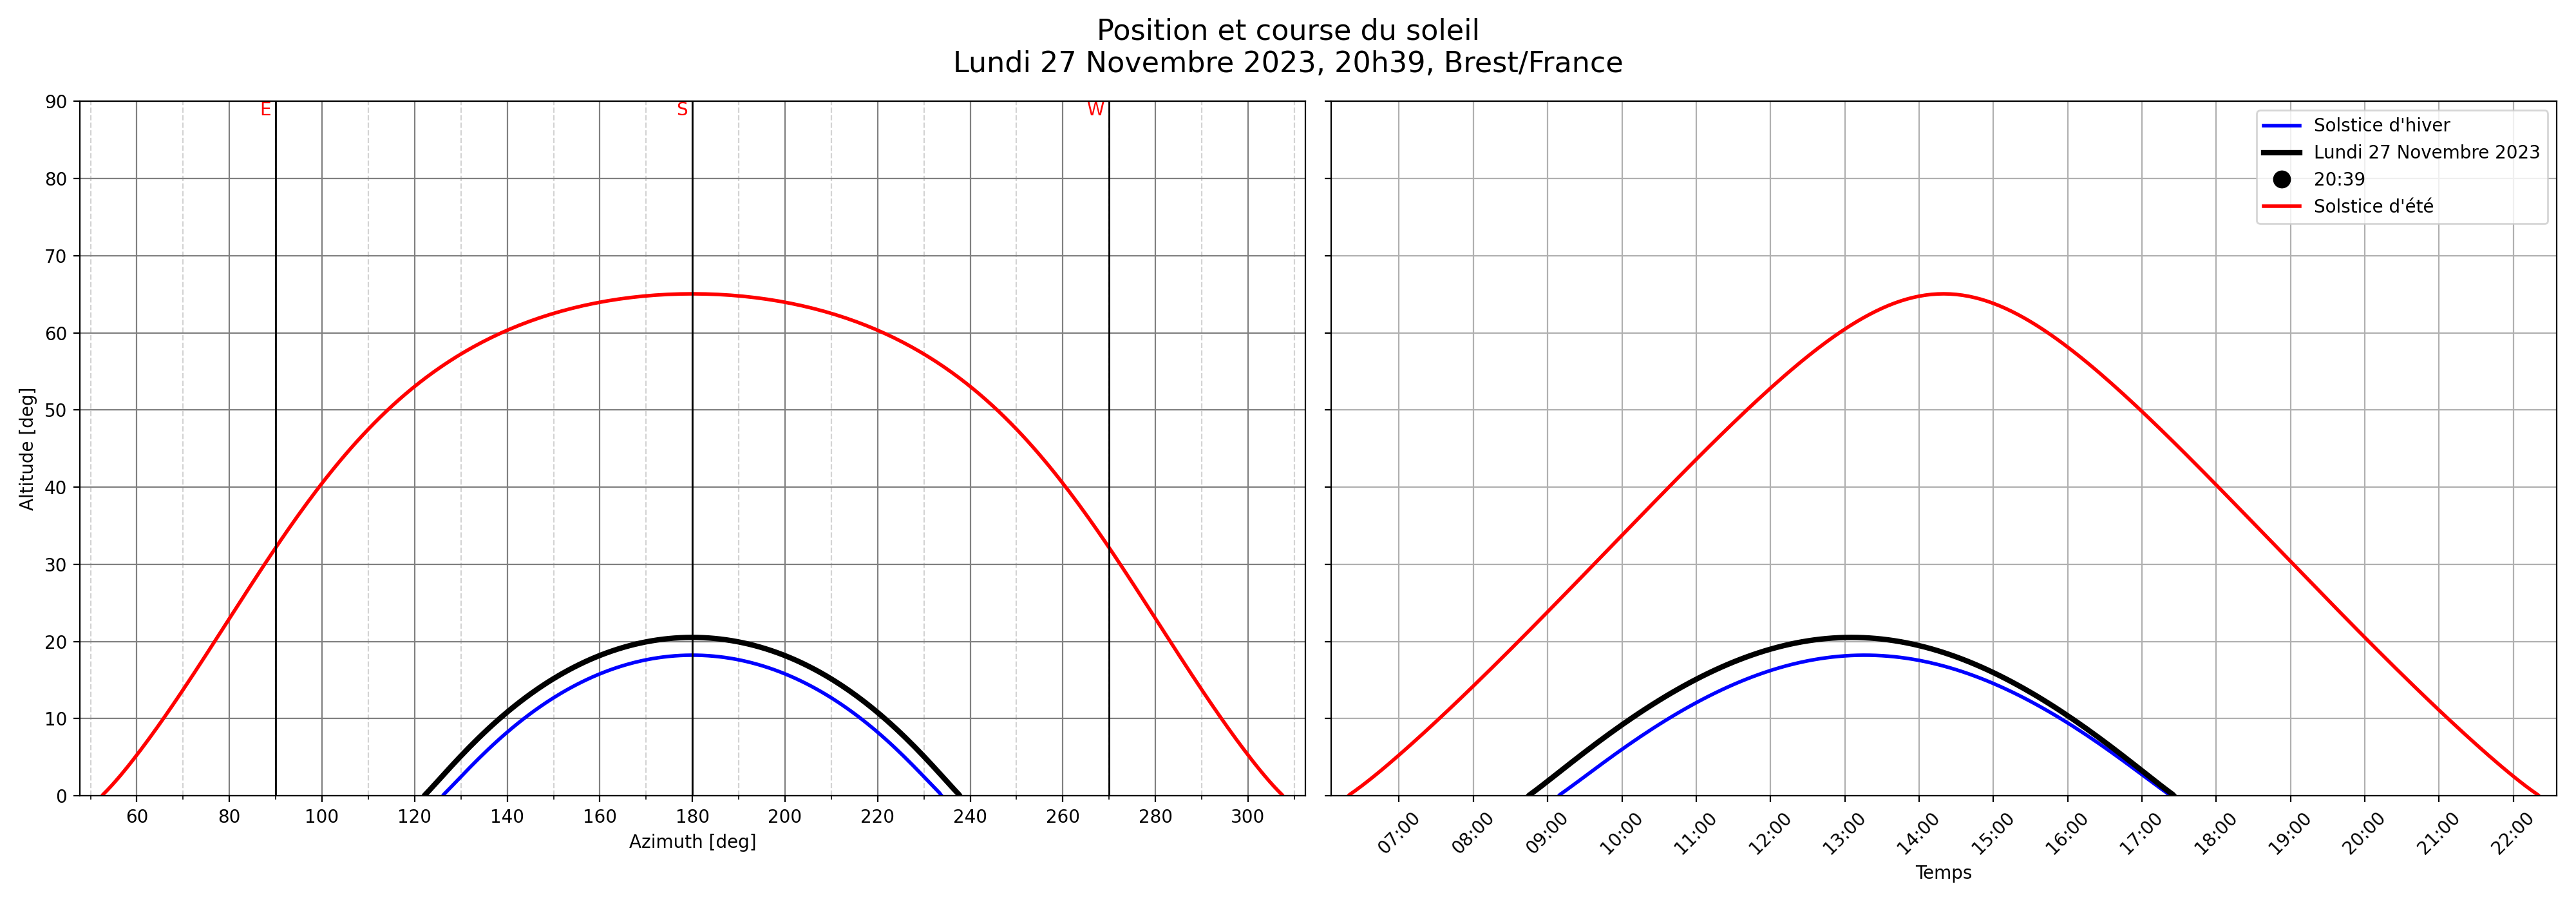 Position et course du soleil
Lundi 27 Novembre 2023, 20h39, Brest/France
E
S
W
90
80
70
60
50
40
30
20
10
0
Altitude [deg]
60 80 100 120 140 160 180 200 220 240 260 280 300
Azimuth [deg]
Solstice d'hiver
Lundi 27 Novembre 2023
20:39
Solstice d'été
07:00 08:00 09:00 10:00 11:00 12:00 13:00 14:00 15:00 16:00 17:00 18:00 19:00 20:00 21:00 22:00
Temps